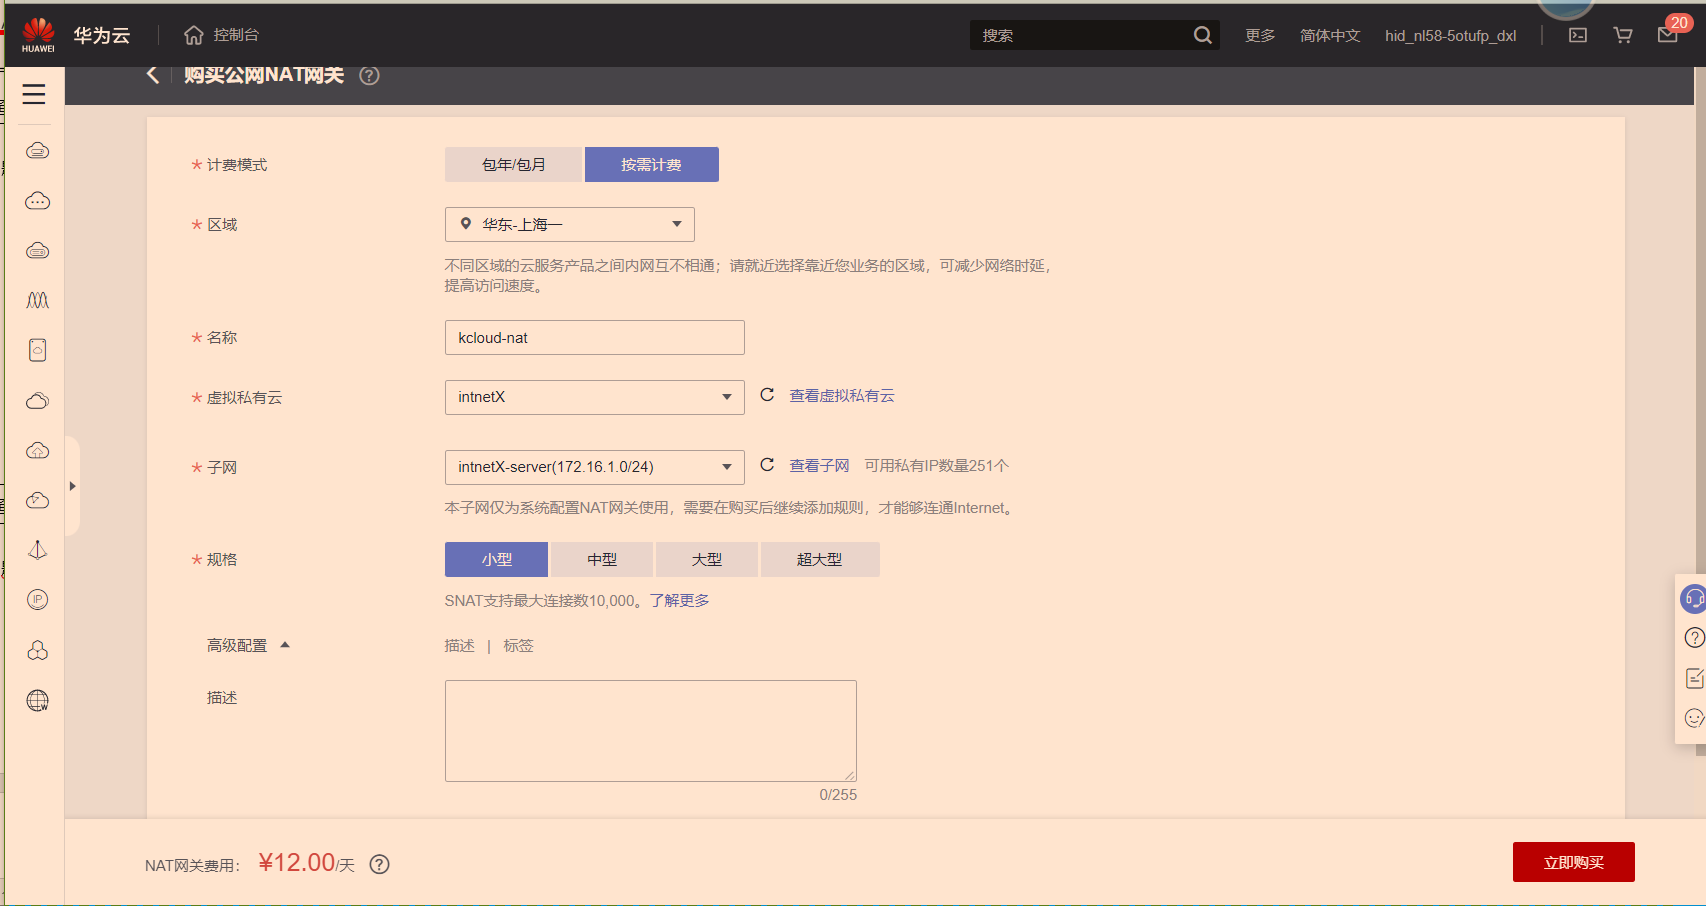 HUAWEI
华为云
控制台
搜索
更多
简体中文
hid_nl58-5otufp_dxl
20
购买公网NAT网关
* 计费模式
包年/包月
按需计费
* 区域
华东-上海一
不同区域的云服务产品之间内网互不相通；请就近选择靠近您业务的区域，可减少网络时延，
提高访问速度。
* 名称
kcloud-nat
* 虚拟私有云
intnetX
查看虚拟私有云
* 子网
intnetX-server(172.16.1.0/24)
查看子网
可用私有IP数量251个
本子网仅为系统配置NAT网关使用，需要在购买后继续添加规则，才能够连通Internet。
* 规格
小型
中型
大型
超大型
SNAT支持最大连接数10,000。了解更多
高级配置
描述 | 标签
描述
0/255
IP
NAT网关费用：
¥12.00/天
立即购买